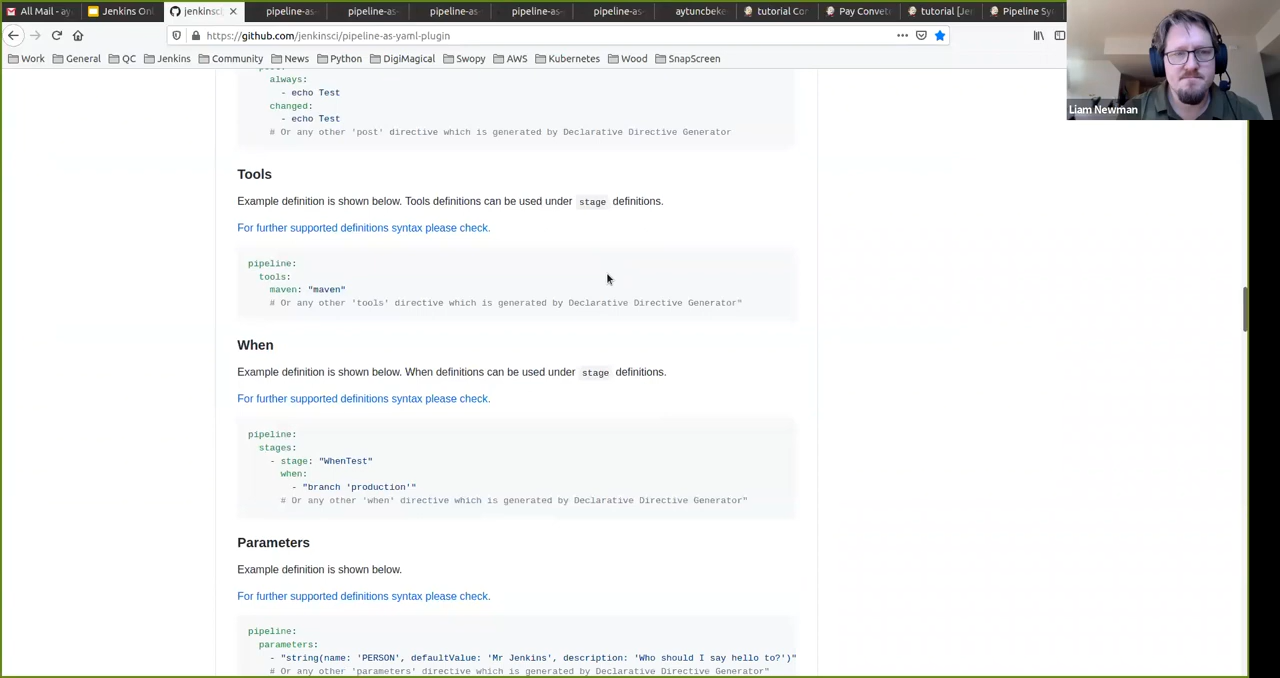 All Mail - ay
Jenkins Onl
jenkinsci
pipeline-as-
pipeline-as-
pipeline-as-
pipeline-as-
pipeline-as-
aytuncbeke
tutorial Con
Pay Convete
tutorial [Jen
Pipeline Syn
https://github.com/jenkinsci/pipeline-as-yaml-plugin
Work
General
QC
Jenkins
Community
News
Python
DigiMagical
Swopy
AWS
Kubernetes
Wood
SnapScreen
Liam Newman
always:
- echo Test
changed:
- echo Test
# Or any other 'post' directive which is generated by Declarative Directive Generator
Tools
Example definition is shown below. Tools definitions can be used under stage definitions.
For further supported definitions syntax please check.
pipeline:
tools:
maven: "maven"
# Or any other 'tools' directive which is generated by Declarative Directive Generator"
When
Example definition is shown below. When definitions can be used under stage definitions.
For further supported definitions syntax please check.
pipeline:
stages:
- stage: "WhenTest"
when:
- "branch 'production'"
# Or any other 'when' directive which is generated by Declarative Directive Generator"
Parameters
Example definition is shown below.
For further supported definitions syntax please check.
pipeline:
parameters:
- "string(name: 'PERSON', defaultValue: 'Mr Jenkins', description: 'Who should I say hello to?')"
# Or any other 'parameters' directive which is generated by Declarative Directive Generator"